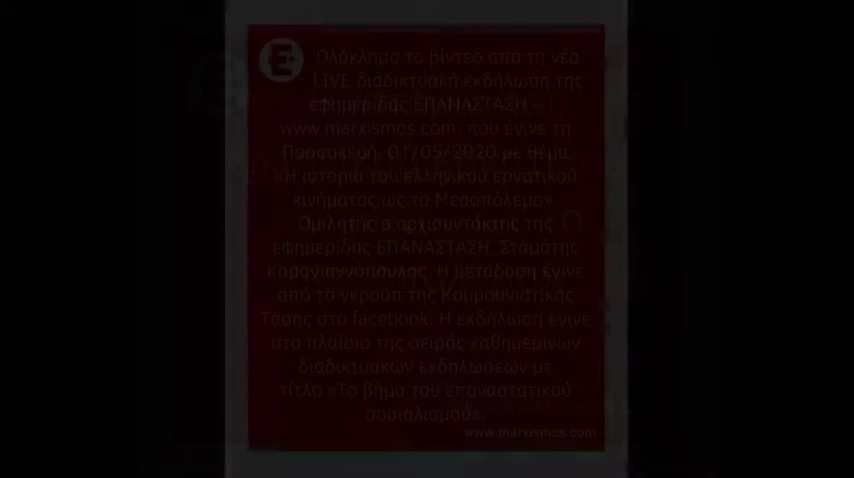 Ολόκληρο το βίντεο από τη νέα
LIVE διαδικτυακή εκδήλωση της
εφημερίδας ΕΠΑΝΑΣΤΑΣΗ –
www.marxismos.com, που έγινε τη
Παρασκευή, 01/05/2020 με θέμα
«Η ιστορία του ελληνικού εργατικού
κινήματος ως το Μεσοπόλεμο»
Ομιλητής ο αρχισυντάκτης της
εφημερίδας ΕΠΑΝΑΣΤΑΣΗ, Σταμάτης
Καραγιαννόπουλος. Η μετάδοση έγινε
από το γκρουπ της Κομμουνιστικής
Τάσης στο facebook. Η εκδήλωση έγινε
στο πλαίσιο της σειράς καθημερινών
διαδικτυακών εκδηλώσεων με
τίτλο «Το βήμα του επαναστατικού
σοσιαλισμού».
www.marxismos.com